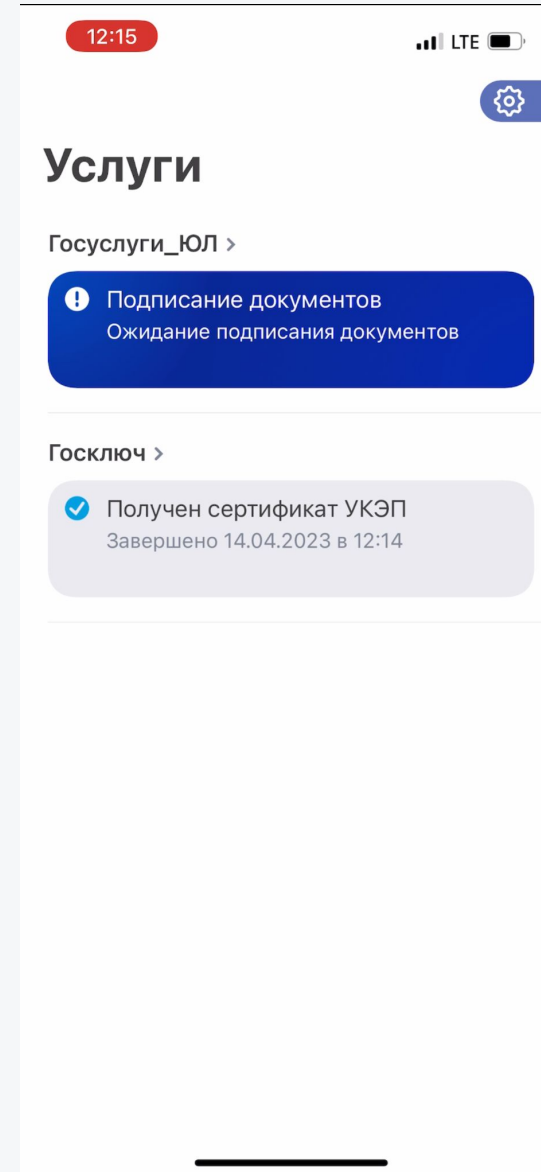 12:15
LTE
Услуги
Госуслуги_ЮЛ
Подписание документов
Ожидание подписания документов
Госключ
Получен сертификат УКЭП
Завершено 14.04.2023 в 12:14